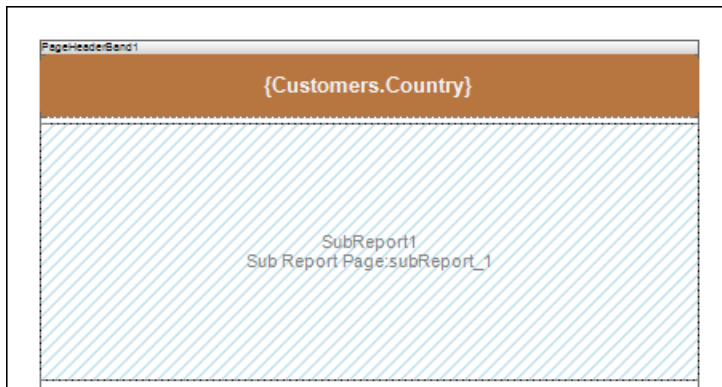 PageHeaderBand1
{Customers.Country}
SubReport1
Sub Report Page:subReport_1